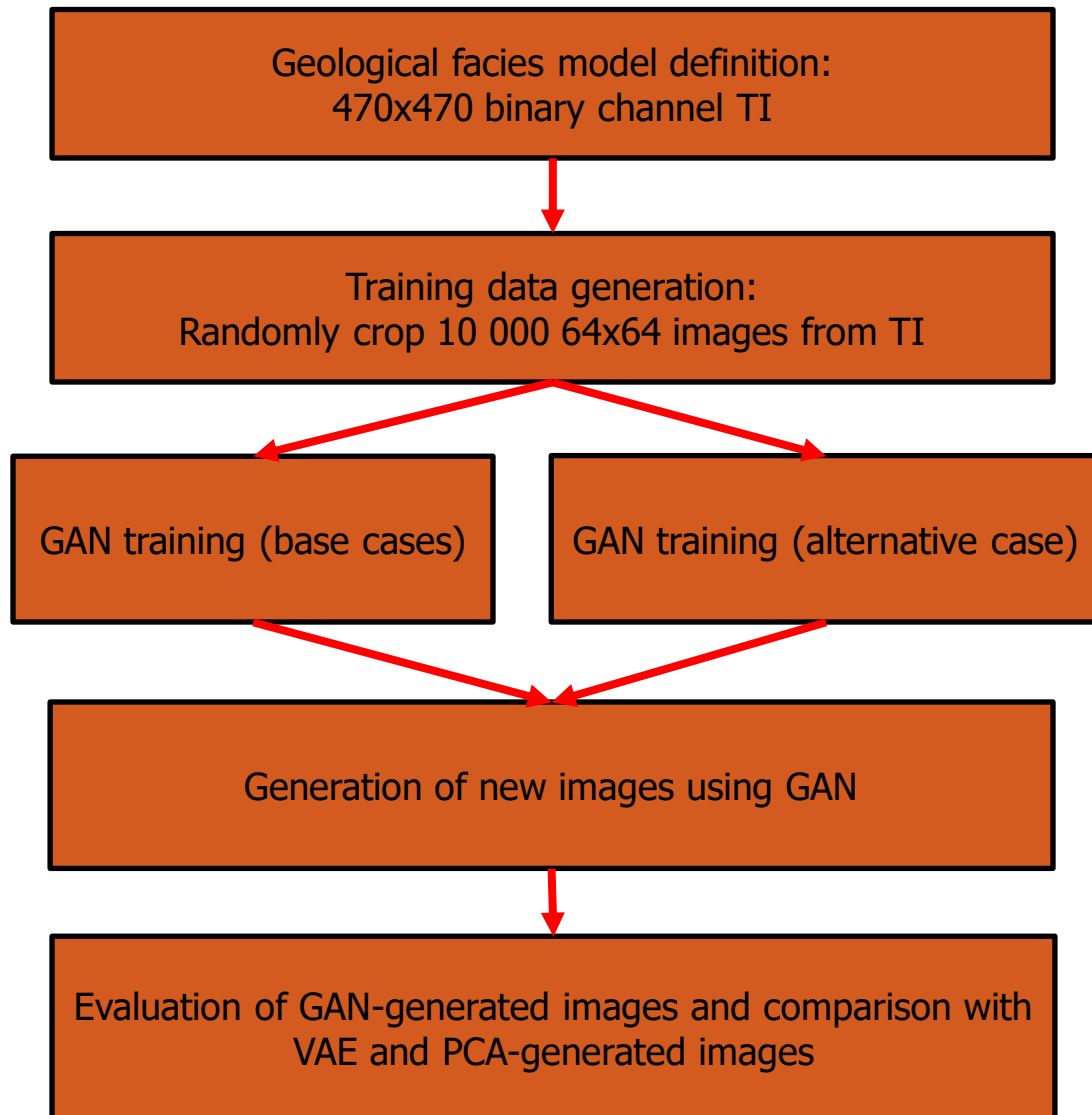 Geological facies model definition:
470x470 binary channel TI
Training data generation:
Randomly crop 10 000 64x64 images from TI
GAN training (base cases)
GAN training (alternative case)
Generation of new images using GAN
Evaluation of GAN-generated images and comparison with
VAE and PCA-generated images